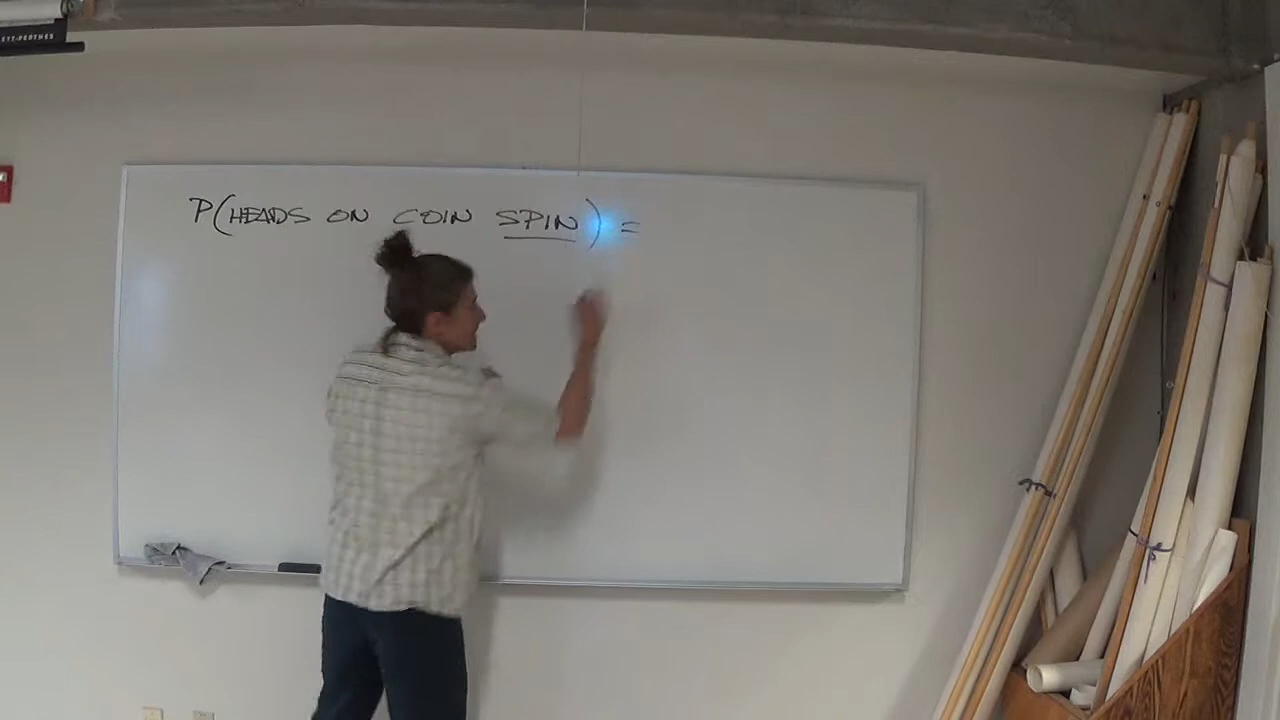 P(HEADS ON COIN SPIN) =